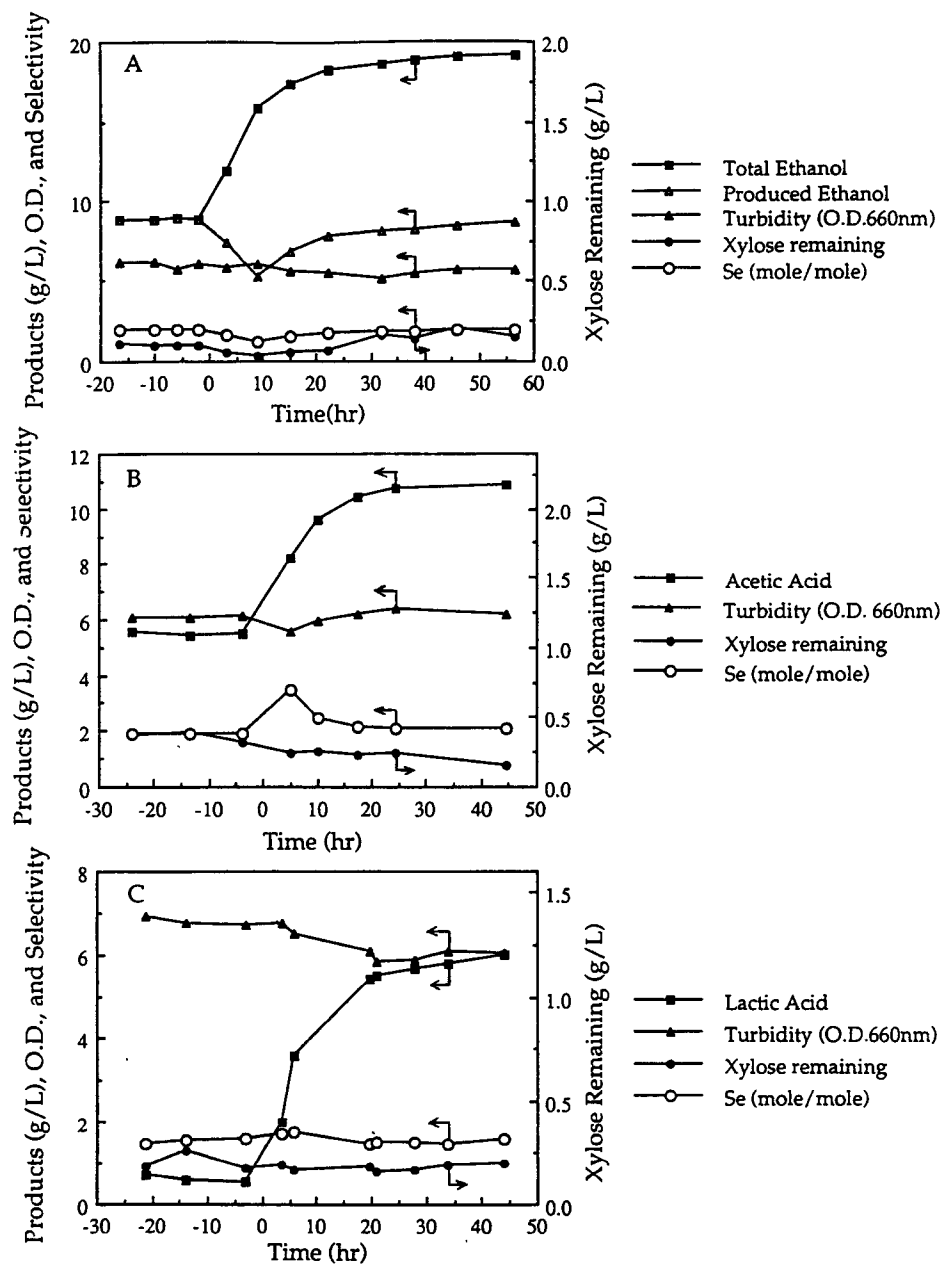 A
Products (g/L), O.D., and Selectivity
20
10
0
2.0
1.5
1.0
0.5
0.0
Xylose Remaining (g/L)
-20 -10 0 10 20 30 40 50 60
Time(hr)
Total Ethanol
Produced Ethanol
Turbidity (O.D.660nm)
Xylose remaining
Se (mole/mole)
B
Products (g/L), O.D., and Selectivity
12
10
8
6
4
2
0
2.0
1.5
1.0
0.5
0.0
Xylose Remaining (g/L)
-30 -20 -10 0 10 20 30 40 50
Time (hr)
Acetic Acid
Turbidity (O.D. 660nm)
Xylose remaining
Se (mole/mole)
C
Products (g/L), O.D., and Selectivity
8
6
4
2
0
1.5
1.0
0.5
0.0
Xylose Remaining (g/L)
-30 -20 -10 0 10 20 30 40 50
Time (hr)
Lactic Acid
Turbidity (O.D.660nm)
Xylose remaining
Se (mole/mole)